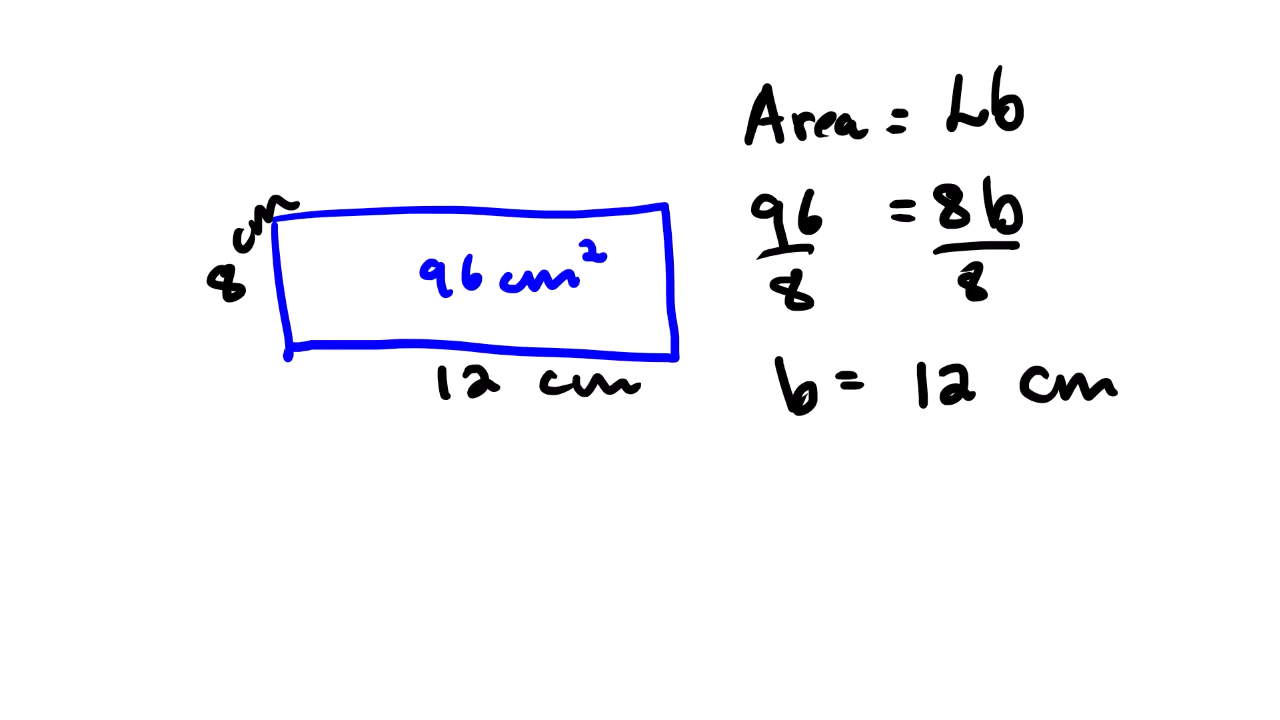 Area = Lb
96 = 8b
8 8
b = 12 cm
8 cm
96 cm²
12 cm